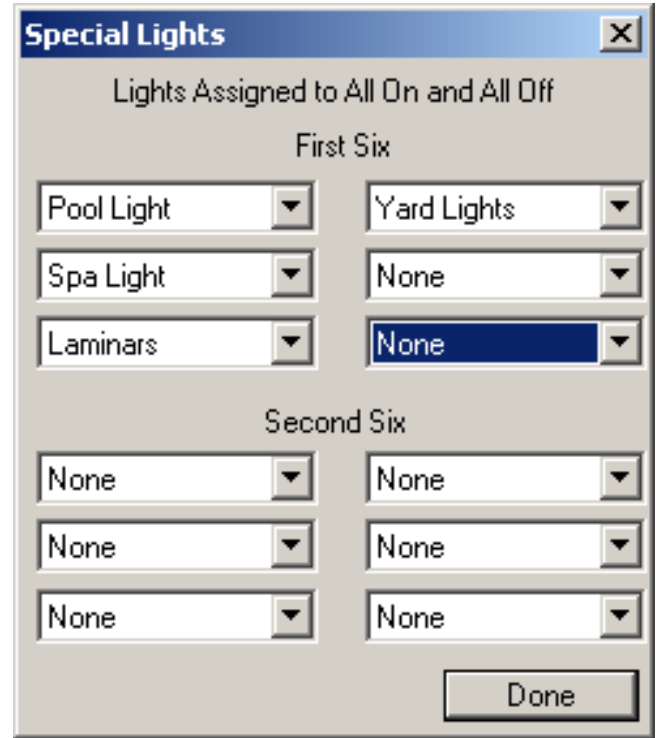 Special Lights
Lights Assigned to All On and All Off
First Six
Pool Light Yard Lights
Spa Light None
Laminars None
Second Six
None None
None None
None None
Done